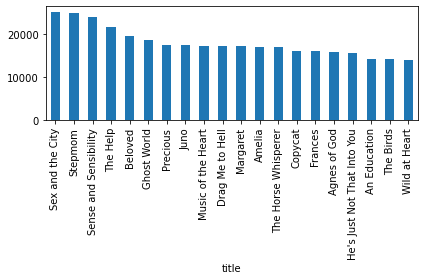 20000
10000
0
Sex and the City
Stepmom
Sense and Sensibility
The Help
Beloved
Ghost World
Precious
Juno
Music of the Heart
Drag Me to Hell
Margaret
Amelia
The Horse Whisperer
Copycat
Frances
Agnes of God
He's Just Not That Into You
An Education
The Birds
Wild at Heart
title